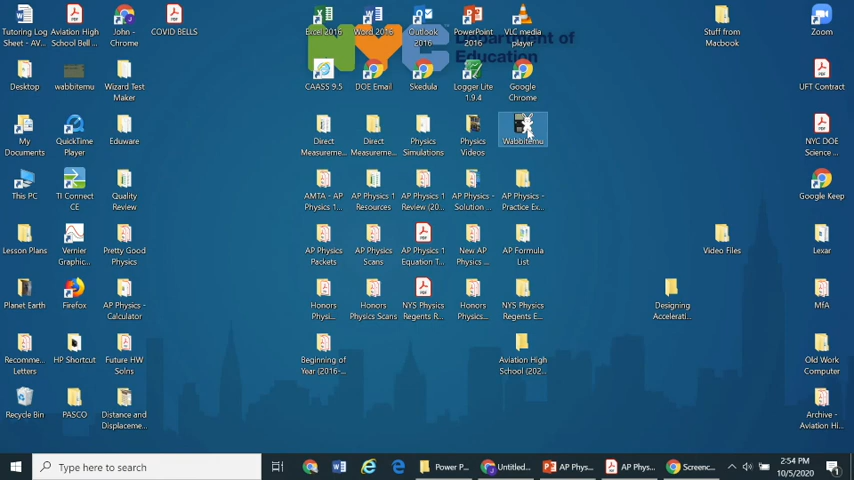 Tutoring Log
Sheet - AV...
Aviation High
School Bell ...
John -
Chrome
COVID BELLS
Excel 2016
Word 2016
Outlook
2016
PowerPoint
2016
VLC media
player
Stuff from
Macbook
Zoom
Department of
Education
Desktop
wabbitemu
Wizard Test
Maker
CAASS 9.5
DOE Email
Skedula
Logger Lite
1.9.4
Google
Chrome
UFT Contract
My
Documents
QuickTime
Player
Eduware
Direct
Measureme...
Direct
Measureme...
Physics
Simulations
Physics
Videos
Wabbitemu
NYC DOE
Science ...
This PC
TI Connect
CE
Quality
Review
AMTA - AP
Physics 1...
AP Physics 1
Resources
AP Physics 1
Review (20...
AP Physics -
Solution ...
AP Physics -
Practice Ex...
Google Keep
Lesson Plans
Vernier
Graphic...
Pretty Good
Physics
AP Physics
Packets
AP Physics
Scans
AP Physics 1
Equation T...
New AP
Physics ...
AP Formula
List
Video Files
Lexar
Planet Earth
Firefox
AP Physics -
Calculator
Honors
Physi...
Honors
Physics Scans
NYS Physics
Regents R...
Honors
Physics...
NYS Physics
Regents E...
Designing
Accelerati...
MfA
Recomme...
Letters
HP Shortcut
Future HW
Solns
Beginning of
Year (2016-...
Aviation High
School (202...
Old Work
Computer
Recycle Bin
PASCO
Distance and
Displaceme...
Archive -
Aviation Hi...
Type here to search
Power P...
Untitled...
AP Phys...
AP Phys...
Screenc...
2:54 PM
10/5/2020
1